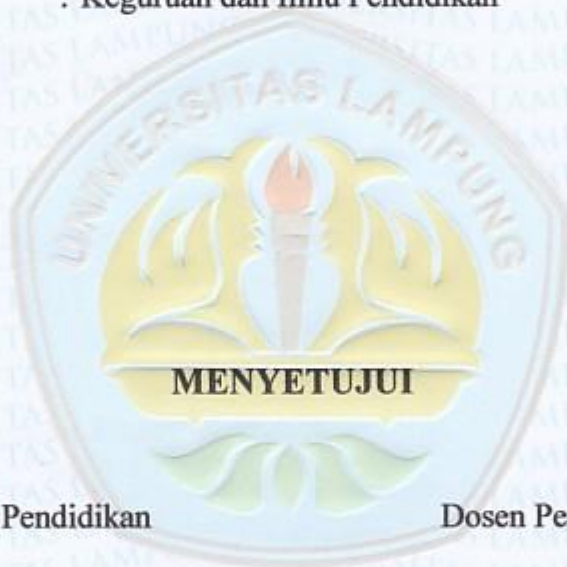 : Keguruan dan Ilmu Pendidikan
UNIVERSITAS LAMPUNG
MENYETUJUI
Pendidikan Dosen Pe